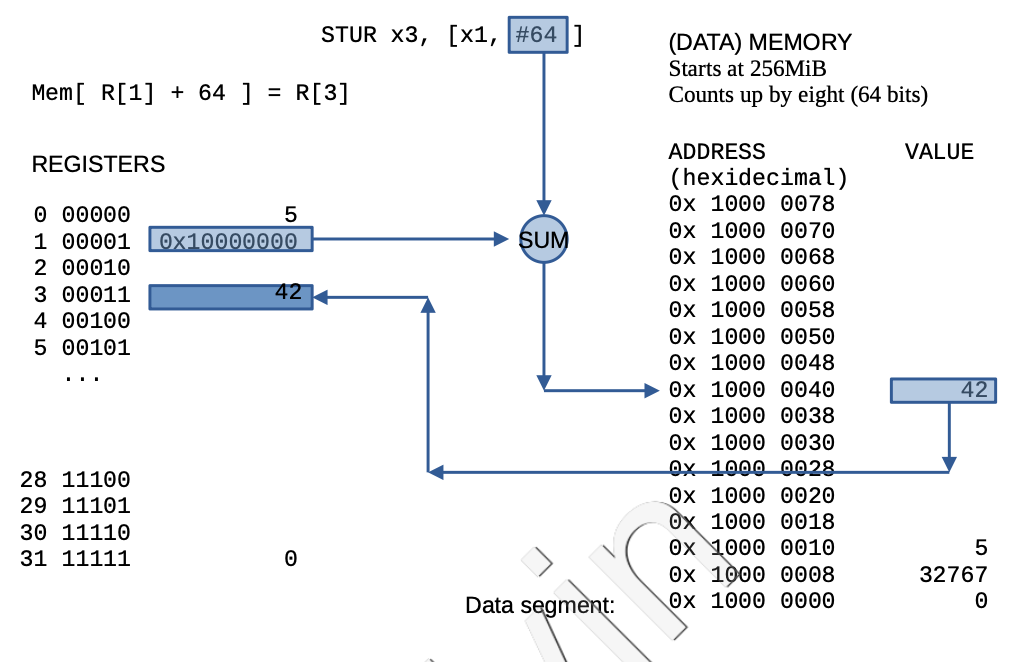 STUR x3, [x1, #64 ]
Mem[ R[1] + 64 ] = R[3]
(DATA) MEMORY
Starts at 256MiB
Counts up by eight (64 bits)
REGISTERS
0 00000 5
1 00001 0x10000000
2 00010
3 00011 42
4 00100
5 00101
...
28 11100
29 11101
30 11110
31 11111 0
SUM
ADDRESS VALUE
(hexidecimal)
0x 1000 0078
0x 1000 0070
0x 1000 0068
0x 1000 0060
0x 1000 0058
0x 1000 0050
0x 1000 0048
0x 1000 0040 42
0x 1000 0038
0x 1000 0030
0x 1000 0028
0x 1000 0020
0x 1000 0018
0x 1000 0010 5
0x 1000 0008 32767
Data segment: 0x 1000 0000 0